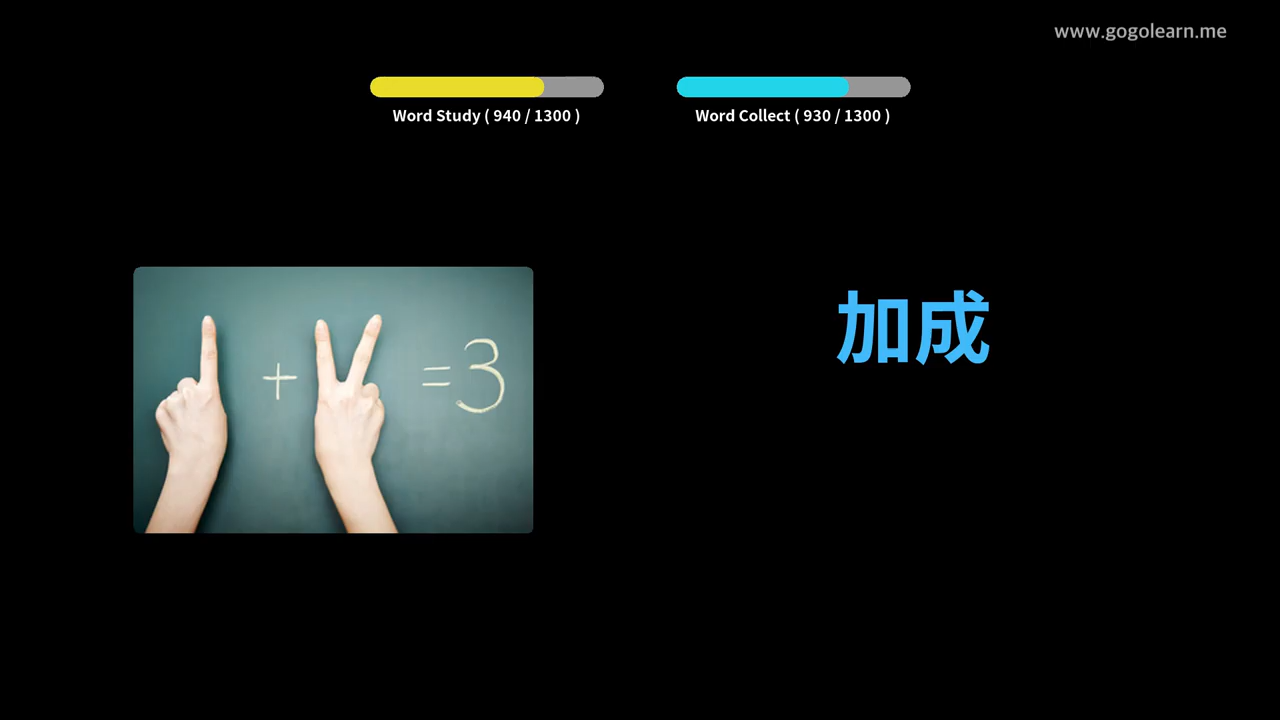 www.gogolearn.me
Word Study ( 940 / 1300 )
Word Collect ( 930 / 1300 )
+ =3
加成